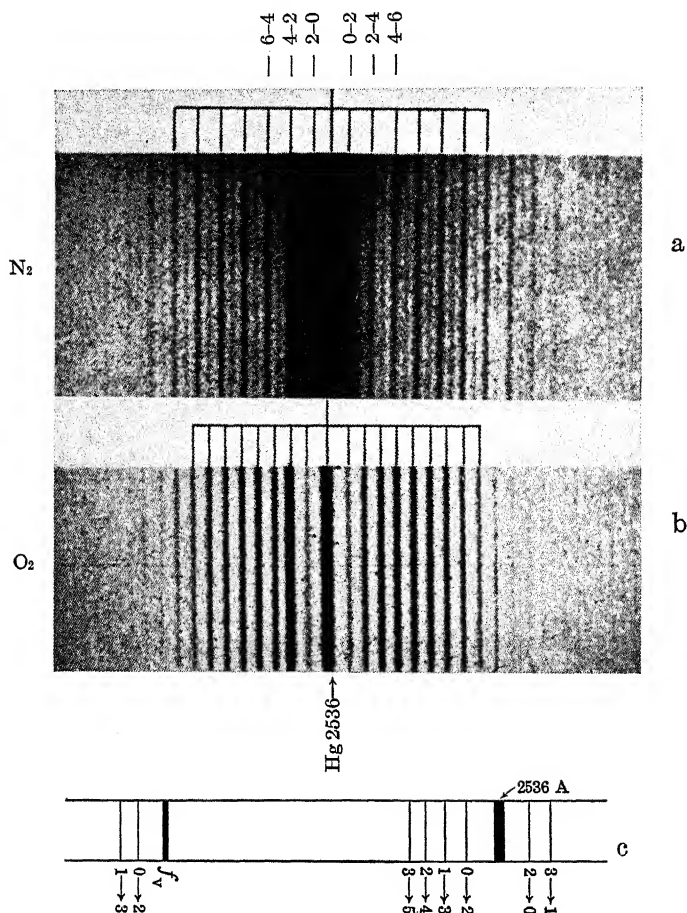 6–4
4–2
2–0
0–2
2–4
4–6
a
N₂
b
O₂
Hg 2536→
2536 A
c
1→3
0→2
fᵥ
3→5
2→4
1→3
0→2
2→0
3→1